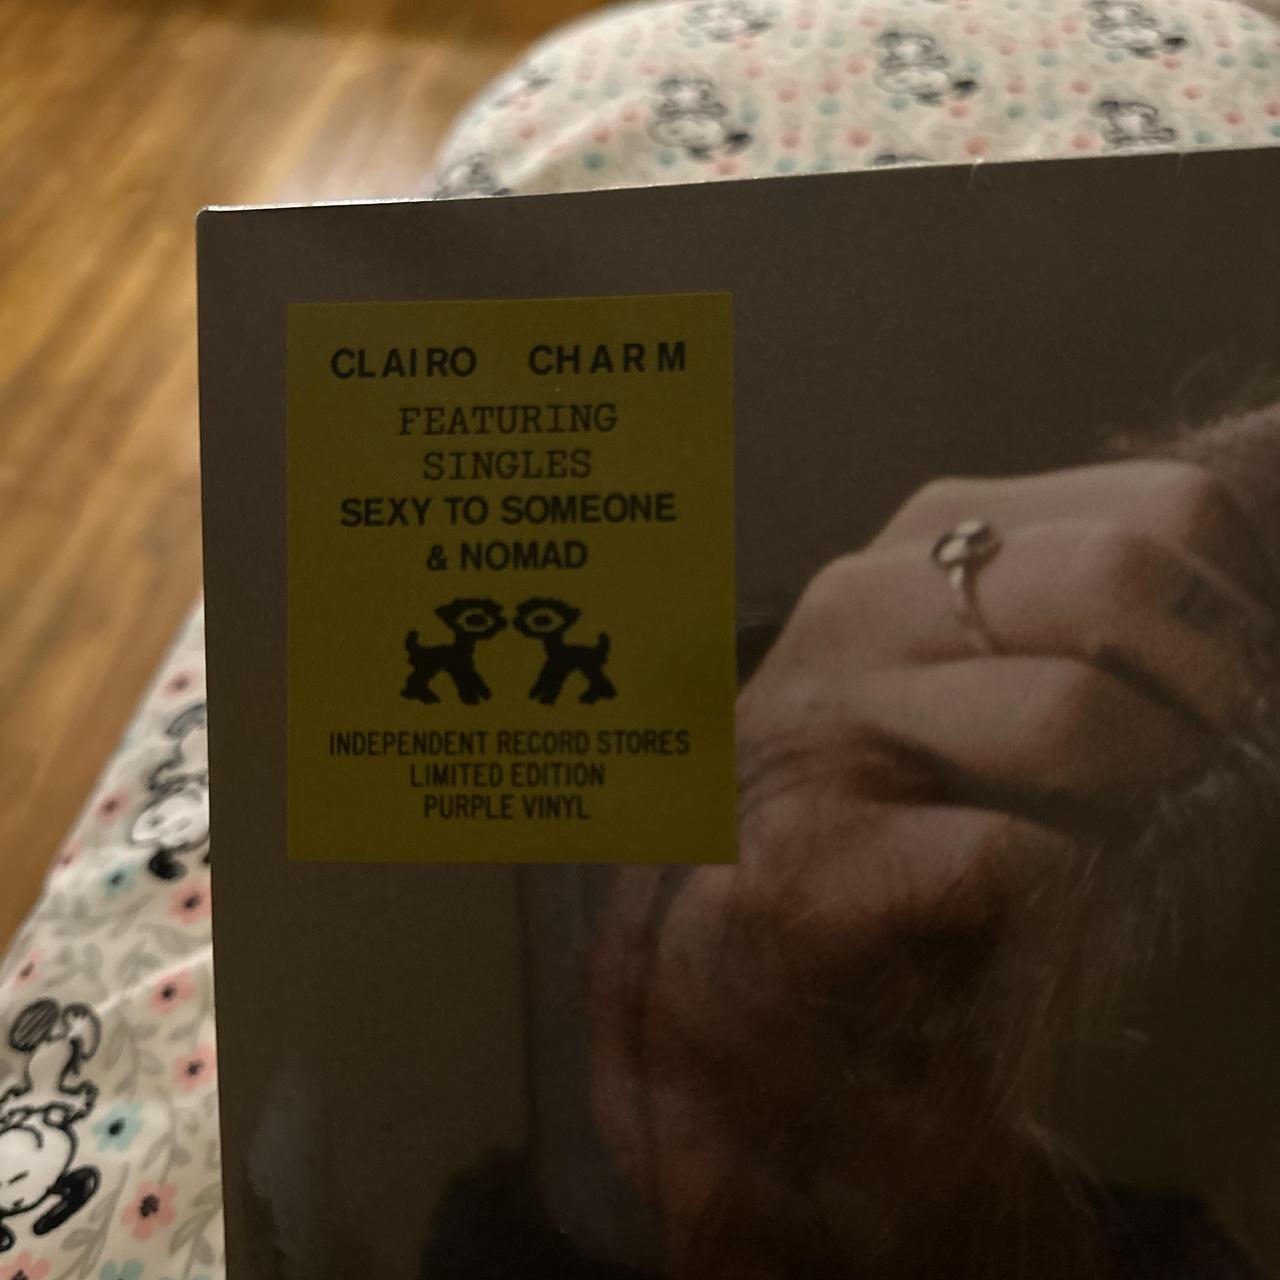 CLAIRO CHARM
FEATURING
SINGLES
SEXY TO SOMEONE
& NOMAD
INDEPENDENT RECORD STORES
LIMITED EDITION
PURPLE VINYL